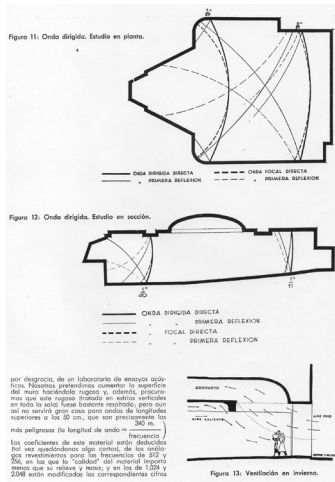 Figura 11: Onda dirigida. Estudio en planta.
ONDA DIRIGIDA DIRECTA
" PRIMERA REFLEXION
ONDA FOCAL DIRECTA
" PRIMERA REFLEXION
Figura 12: Onda dirigida. Estudio en sección.
ONDA DIRIGIDA DIRECTA
" " PRIMERA REFLEXION
" FOCAL DIRECTA
" " PRIMERA REFLEXION
por desgracia, de un laboratorio de ensayos acús-
ticos. Nosotros pretendimos aumentar la superficie
del muro haciéndola rugosa y, además, procura-
mos que este rugoso (tratado en estrías verticales
en toda la sala) fuese bastante resaltado; pero aun
así no servirá gran cosa para ondas de longitudes
superiores a los 50 cm., que son precisamente las
340 m.
más peligrosas (la longitud de onda =
frecuencia )
Los coeficientes de este material están deducidos
(tal vez quedándonos algo cortos), de los análo-
gos revestimientos para las frecuencias de 512 y
256, en las que la "calidad" del material importa
menos que su relieve y masa; y en las de 1.024 y
2.048 están modificadas las correspondientes cifras
CONDUCTO
AIRE CALIENTE
AIRE FRIO
Figura 13: Ventilación en invierno.